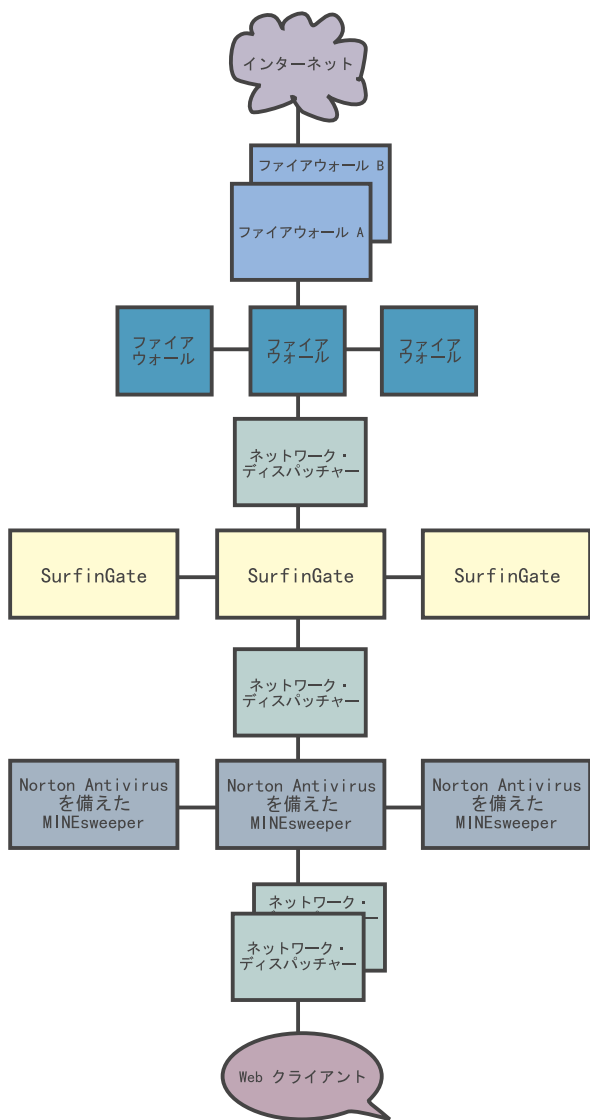 インターネット
ファイアウォール B
ファイアウォール A
ファイア
ウォール
ファイア
ウォール
ファイア
ウォール
ネットワーク・
ディスパッチャー
SurfinGate
SurfinGate
SurfinGate
ネットワーク・
ディスパッチャー
Norton Antivirus
を備えた
MINEsweeper
Norton Antivirus
を備えた
MINEsweeper
Norton Antivirus
を備えた
MINEsweeper
ネットワーク・
ネットワーク・
ディスパッチャー
Web クライアント